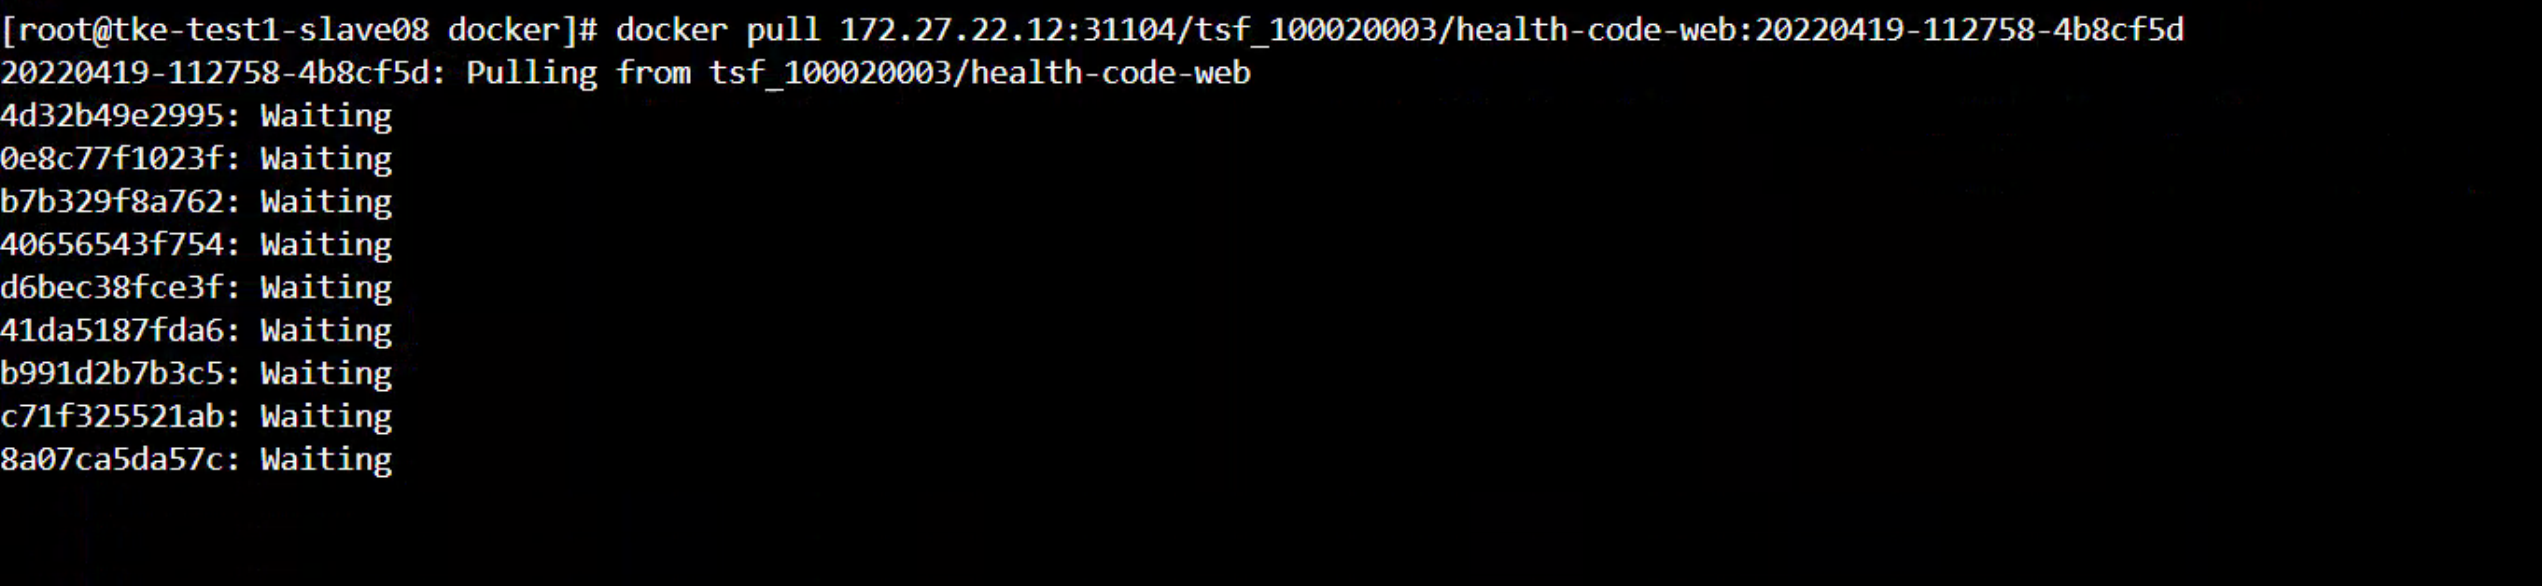 [root@tke-test1-slave08 docker]# docker pull 172.27.22.12:31104/tsf_100020003/health-code-web:20220419-112758-4b8cf5d
20220419-112758-4b8cf5d: Pulling from tsf_100020003/health-code-web
4d32b49e2995: Waiting
0e8c77f1023f: Waiting
b7b329f8a762: Waiting
40656543f754: Waiting
d6bec38fce3f: Waiting
41da5187fda6: Waiting
b991d2b7b3c5: Waiting
c71f325521ab: Waiting
8a07ca5da57c: Waiting